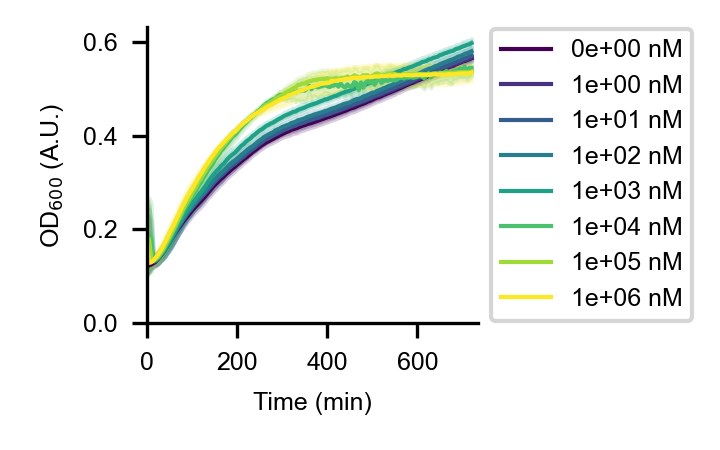 0.6
0.4
0.2
0.0
OD600 (A.U.)
0
200
400
600
Time (min)
0e+00 nM
1e+00 nM
1e+01 nM
1e+02 nM
1e+03 nM
1e+04 nM
1e+05 nM
1e+06 nM